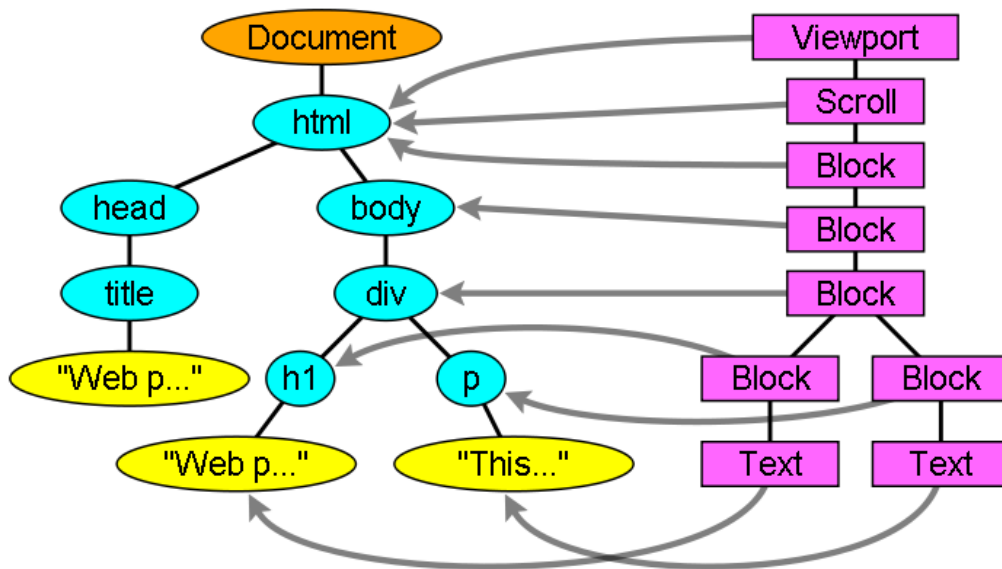 Document
Viewport
html
Scroll
Block
head
body
Block
title
div
Block
"Web p..."
h1
p
Block
Block
"Web p..."
"This..."
Text
Text